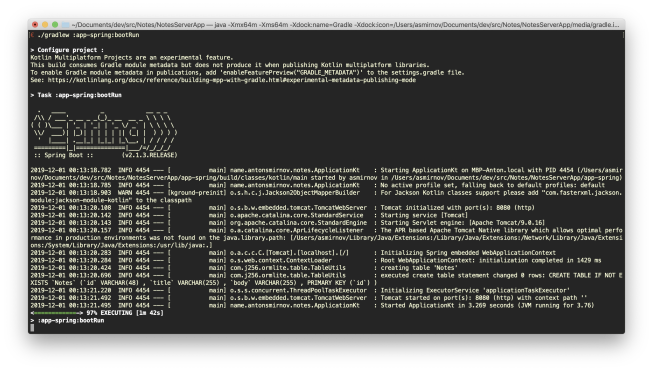 ~/Documents/dev/src/Notes/NotesServerApp — java -Xmx64m -Xms64m -Xdock:name=Gradle -Xdock:icon=/Users/asmirnov/Documents/dev/src/Notes/NotesServerApp/media/gradle.i...
./gradlew :app-spring:bootRun
> Configure project :
Kotlin Multiplatform Projects are an experimental feature.
This build consumes Gradle module metadata but does not produce it when publishing Kotlin multiplatform libraries.
To enable Gradle module metadata in publications, add 'enableFeaturePreview("GRADLE_METADATA")' to the settings.gradle file.
See: https://kotlinlang.org/docs/reference/building-mpp-with-gradle.html#experimental-metadata-publishing-mode
> Task :app-spring:bootRun
Spring
:: Spring Boot :: (v2.1.3.RELEASE)
2019-12-01 00:13:18.782 INFO 4454 --- [ main] name.antonsmirnov.notes.ApplicationKt : Starting ApplicationKt on MBP-Anton.local with PID 4454 (/Users/asmir
nov/Documents/dev/src/Notes/NotesServerApp/app-spring/build/classes/kotlin/main started by asmirnov in /Users/asmirnov/Documents/dev/src/Notes/NotesServerApp/app-spring)
2019-12-01 00:13:18.785 INFO 4454 --- [ main] name.antonsmirnov.notes.ApplicationKt : No active profile set, falling back to default profiles: default
2019-12-01 00:13:18.903 WARN 4454 --- [kground-preinit] o.s.h.c.j.Jackson2ObjectMapperBuilder : For Jackson Kotlin classes support please add "com.fasterxml.jackson.
module:jackson-module-kotlin" to the classpath
2019-12-01 00:13:20.108 INFO 4454 --- [ main] o.s.b.w.embedded.tomcat.TomcatWebServer : Tomcat initialized with port(s): 8080 (http)
2019-12-01 00:13:20.142 INFO 4454 --- [ main] o.apache.catalina.core.StandardService : Starting service [Tomcat]
2019-12-01 00:13:20.143 INFO 4454 --- [ main] org.apache.catalina.core.StandardEngine : Starting Servlet engine: [Apache Tomcat/9.0.16]
2019-12-01 00:13:20.157 INFO 4454 --- [ main] o.a.catalina.core.AprLifecycleListener : The APR based Apache Tomcat Native library which allows optimal perfor
mance in production environments was not found on the java.library.path: [/Users/asmirnov/Library/Java/Extensions:/Library/Java/Extensions:/Network/Library/Java/Extensi
ons:/System/Library/Java/Extensions:/usr/lib/java:.]
2019-12-01 00:13:20.283 INFO 4454 --- [ main] o.a.c.c.C.[Tomcat].[localhost].[/] : Initializing Spring embedded WebApplicationContext
2019-12-01 00:13:20.284 INFO 4454 --- [ main] o.s.web.context.ContextLoader : Root WebApplicationContext: initialization completed in 1429 ms
2019-12-01 00:13:20.424 INFO 4454 --- [ main] com.j256.ormlite.table.TableUtils : creating table 'Notes'
2019-12-01 00:13:20.696 INFO 4454 --- [ main] com.j256.ormlite.table.TableUtils : executed create table statement changed 0 rows: CREATE TABLE IF NOT E
XISTS `Notes` (`id` VARCHAR(48) , `title` VARCHAR(255) , `body` VARCHAR(255) , PRIMARY KEY (`id`) )
2019-12-01 00:13:21.220 INFO 4454 --- [ main] o.s.s.concurrent.ThreadPoolTaskExecutor : Initializing ExecutorService 'applicationTaskExecutor'
2019-12-01 00:13:21.492 INFO 4454 --- [ main] o.s.b.w.embedded.tomcat.TomcatWebServer : Tomcat started on port(s): 8080 (http) with context path ''
2019-12-01 00:13:21.495 INFO 4454 --- [ main] name.antonsmirnov.notes.ApplicationKt : Started ApplicationKt in 3.269 seconds (JVM running for 3.76)
<============-> 97% EXECUTING [1m 42s]
> :app-spring:bootRun